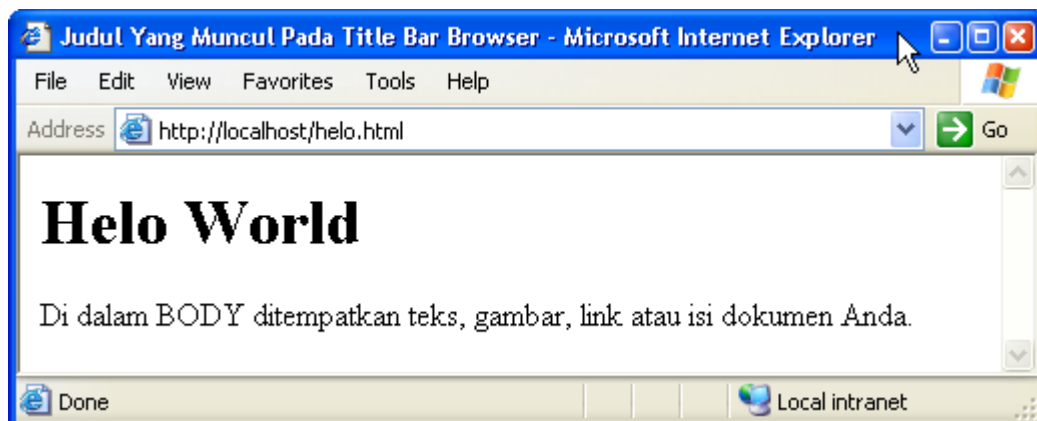 Judul Yang Muncul Pada Title Bar Browser - Microsoft Internet Explorer
File Edit View Favorites Tools Help
Address http://localhost/helo.html Go
Helo World
Di dalam BODY ditempatkan teks, gambar, link atau isi dokumen Anda.
Done Local intranet